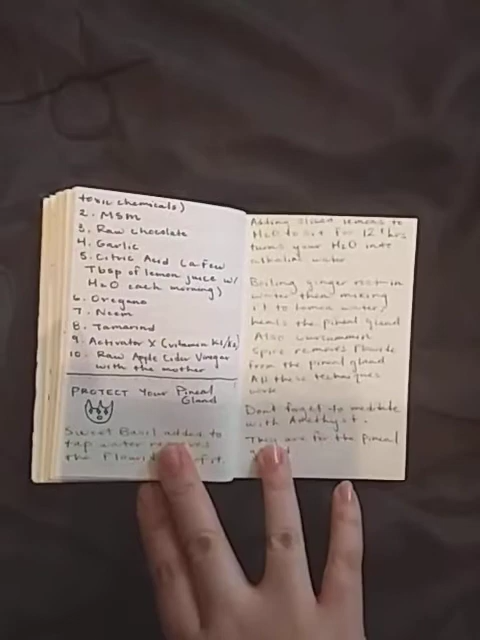 toxic chemicals)
2. MSM
3. Raw chocolate
4. Garlic
5. Citric Acid (a few
Tbsp of lemon juice w/
H2O each morning)
6. Oregano
7. Neem
8. Tamarind
9. Activator X (vitamin K1/K2)
10. Raw Apple Cider Vinegar
with the mother
PROTECT Your Pineal
Gland
Sweet Basil added to
tap water removes
the Flouride
Adding sliced lemons to
H2O to sit for 12 hrs
turns your H2O into
alkaline water
Boiling ginger root in
water then mixing
it to lemon water,
heals the pineal gland
Also
Spice removes Flouride
from the pineal gland
All these techniques
work
Dont forget to meditate
with Amethyst.
They are for the pineal